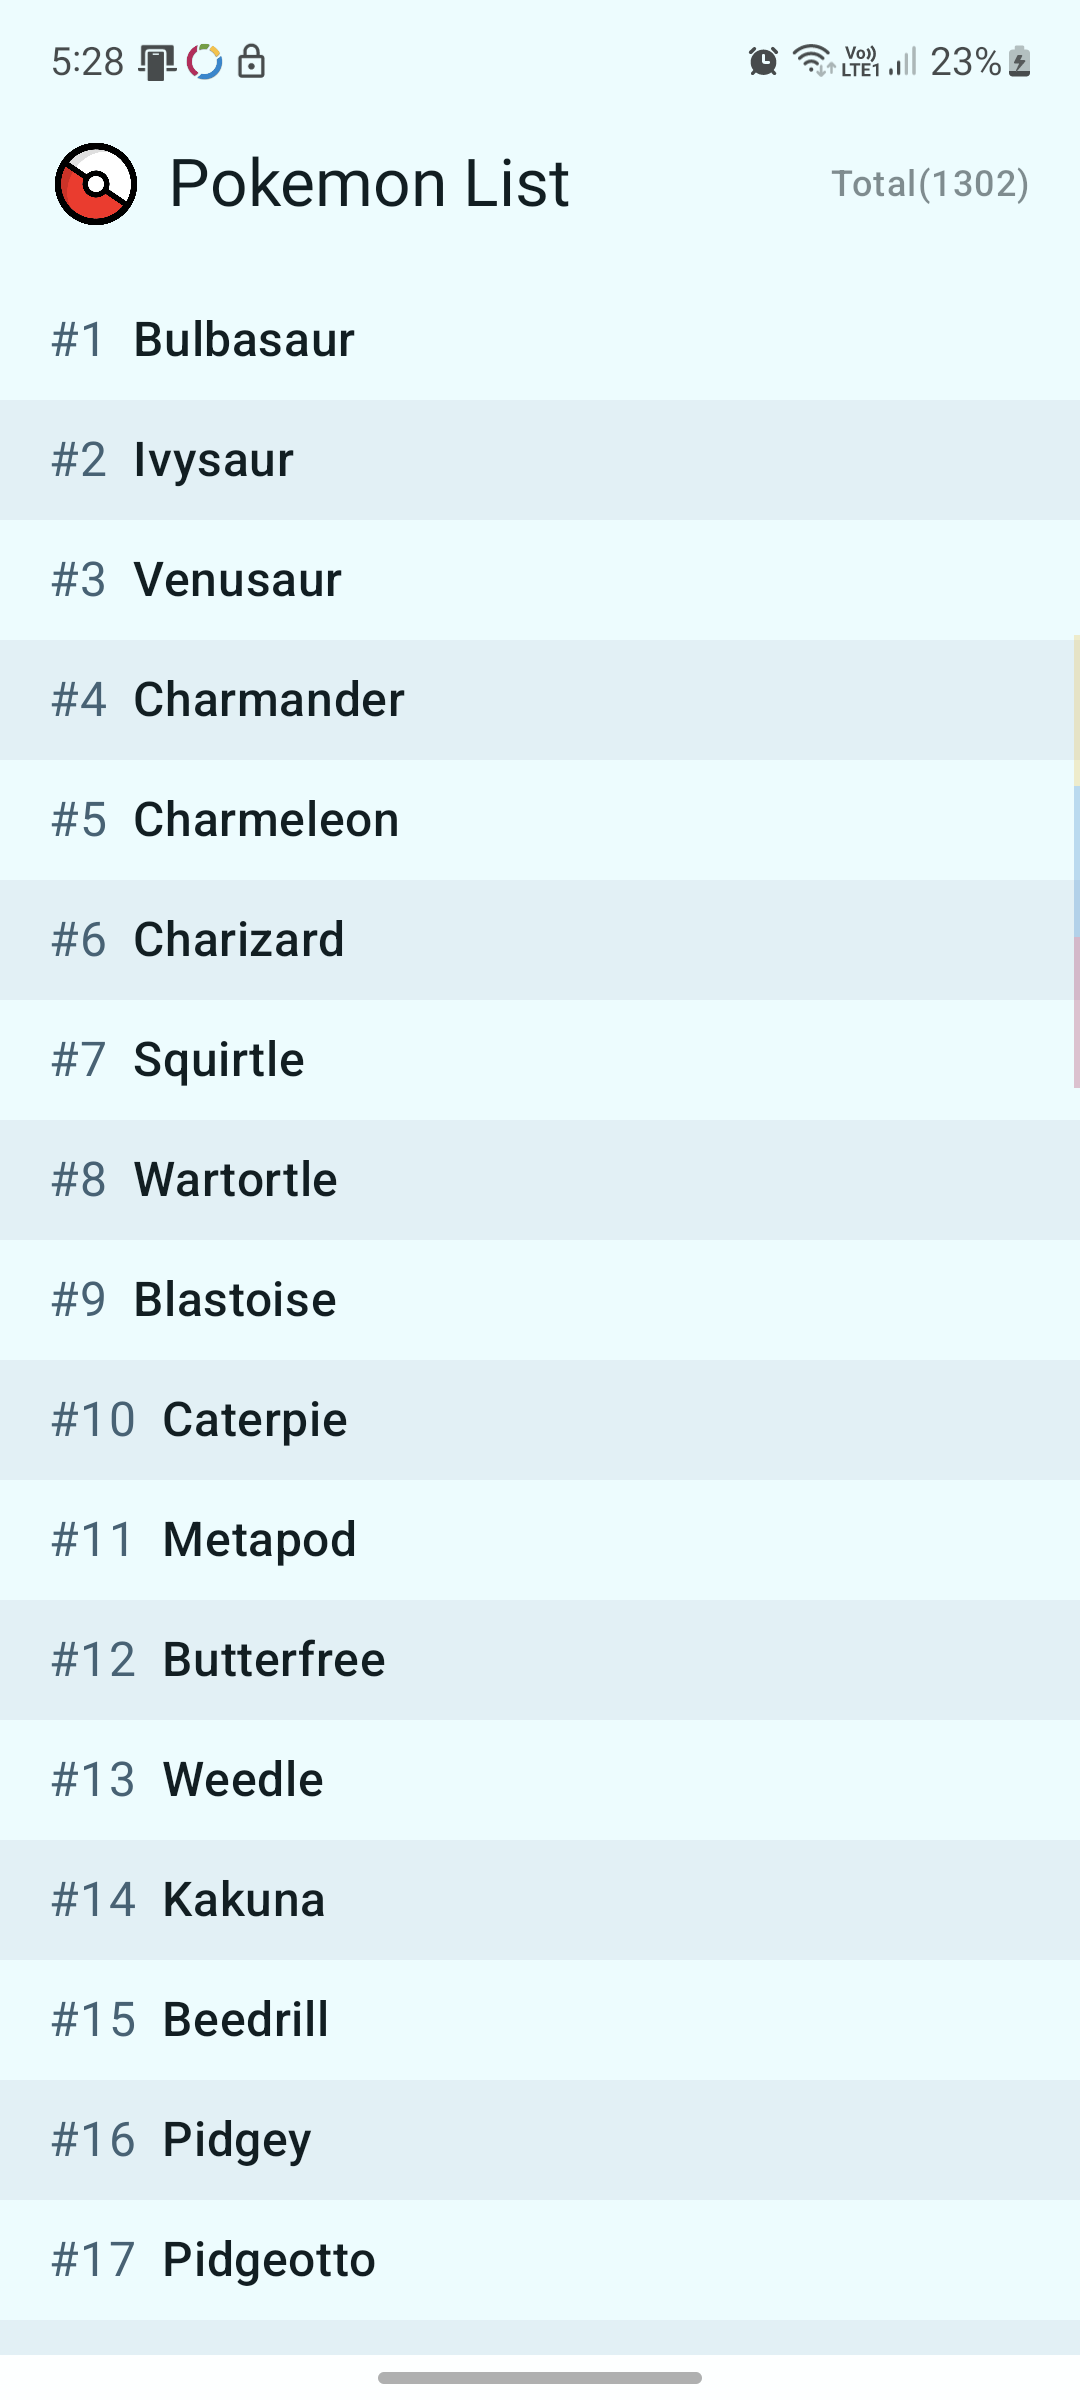 5:28 Vo)) LTE1 23%
Pokemon List Total(1302)
#1 Bulbasaur
#2 Ivysaur
#3 Venusaur
#4 Charmander
#5 Charmeleon
#6 Charizard
#7 Squirtle
#8 Wartortle
#9 Blastoise
#10 Caterpie
#11 Metapod
#12 Butterfree
#13 Weedle
#14 Kakuna
#15 Beedrill
#16 Pidgey
#17 Pidgeotto